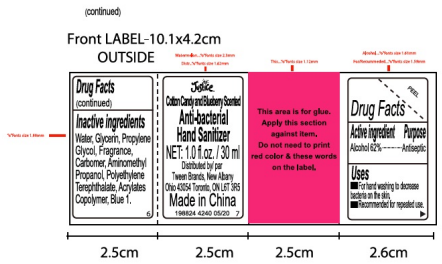 (continued)
Front LABEL-10.1x4.2cm
OUTSIDE
Drug Facts
(continued)
Inactive ingredients
Water, Glycerin, Propylene
Glycol, Fragrance,
Carbomer, Aminomethyl
Propanol, Polyethylene
Terephthalate, Acrylates
Copolymer, Blue 1.
6
Justice
Cotton Candy and Blueberry Scented
Anti-bacterial
Hand Sanitizer
NET: 1.0 fl.oz. / 30 ml
Distributed by/ par
Tween Brands, New Albany
Ohio 43054 Toronto, ON L6T 3R5
Made in China
198824 4240 05/20 7
This area is for glue.
Apply this section
against item,
Do not need to print
red color & these words
on the label,
PEEL
Drug Facts
Active ingredient Purpose
Alcohol 62% Antiseptic
Uses
For hand washing to decrease
bacteria on the skin,
Recommended for repeated use.
2.5cm 2.5cm 2.5cm 2.6cm